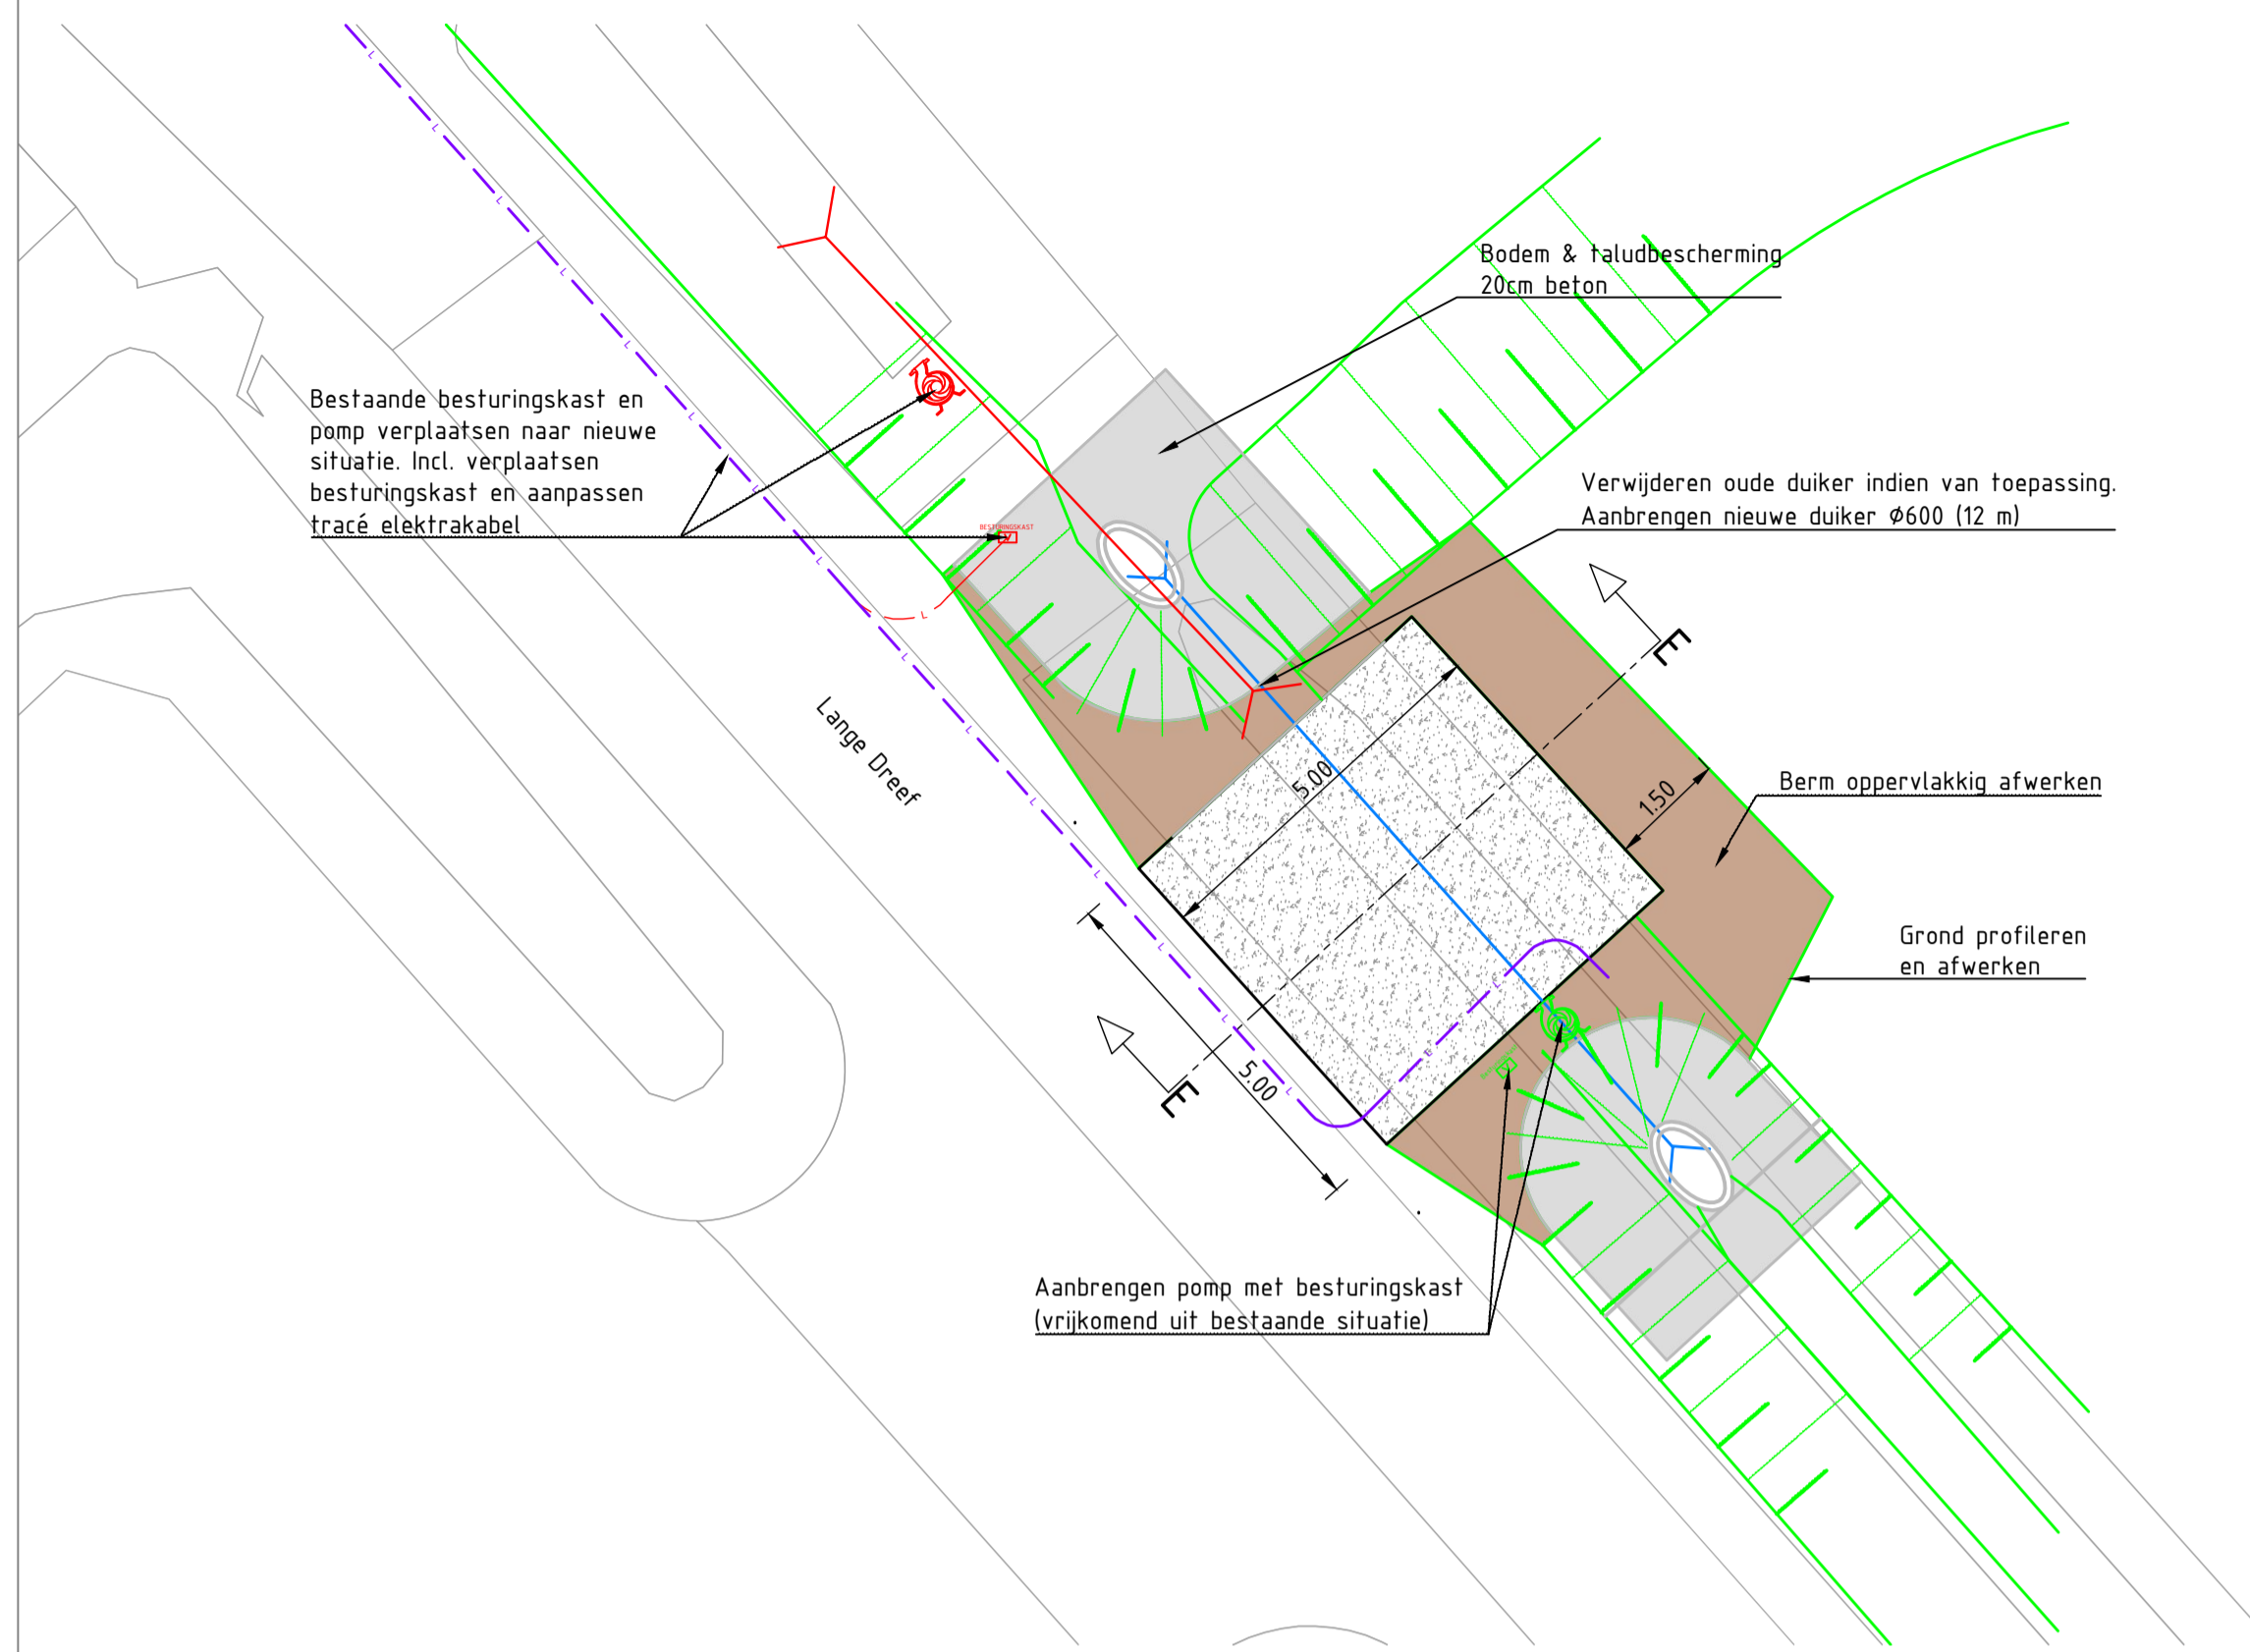 Bodem & taludbescherming
20cm beton
Bestaande besturingskast en
pomp verplaatsen naar nieuwe
situatie. Incl. verplaatsen
besturingskast en aanpassen
tracé elektrakabel
BESTURINGSKAST
Verwijderen oude duiker indien van toepassing.
Aanbrengen nieuwe duiker Ø600 (12 m)
E
Lange Dreef
5.00
1.50
Berm oppervlakkig afwerken
Grond profileren
en afwerken
5.00
E
Aanbrengen pomp met besturingskast
(vrijkomend uit bestaande situatie)